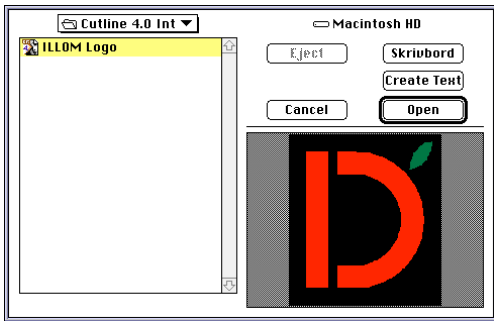 Cutline 4.0 Int
Macintosh HD
ILLOM Logo
Eject
Skrivbord
Create Text
Cancel
Open